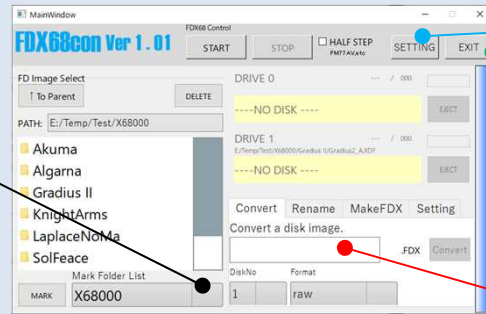 MainWindow
FDX68con Ver 1.01
FDX68 Control
START
STOP
HALF STEP
FM77AV,etc
SETTING
EXIT
FD Image Select
↑ To Parent
DELETE
PATH: E:/Temp/Test/X68000
Akuma
Algarna
Gradius II
KnightArms
LaplaceNoMa
SolFeace
Mark Folder List
MARK
X68000
DRIVE 0
--- / 000
----NO DISK ----
EJECT
DRIVE 1
--- / 000
E:/Temp/Test/X68000/Gradius II/Gradius2_A.XDF
----NO DISK ----
EJECT
Convert Rename MakeFDX Setting
Convert a disk image.
.FDX Convert
DiskNo Format
1 raw